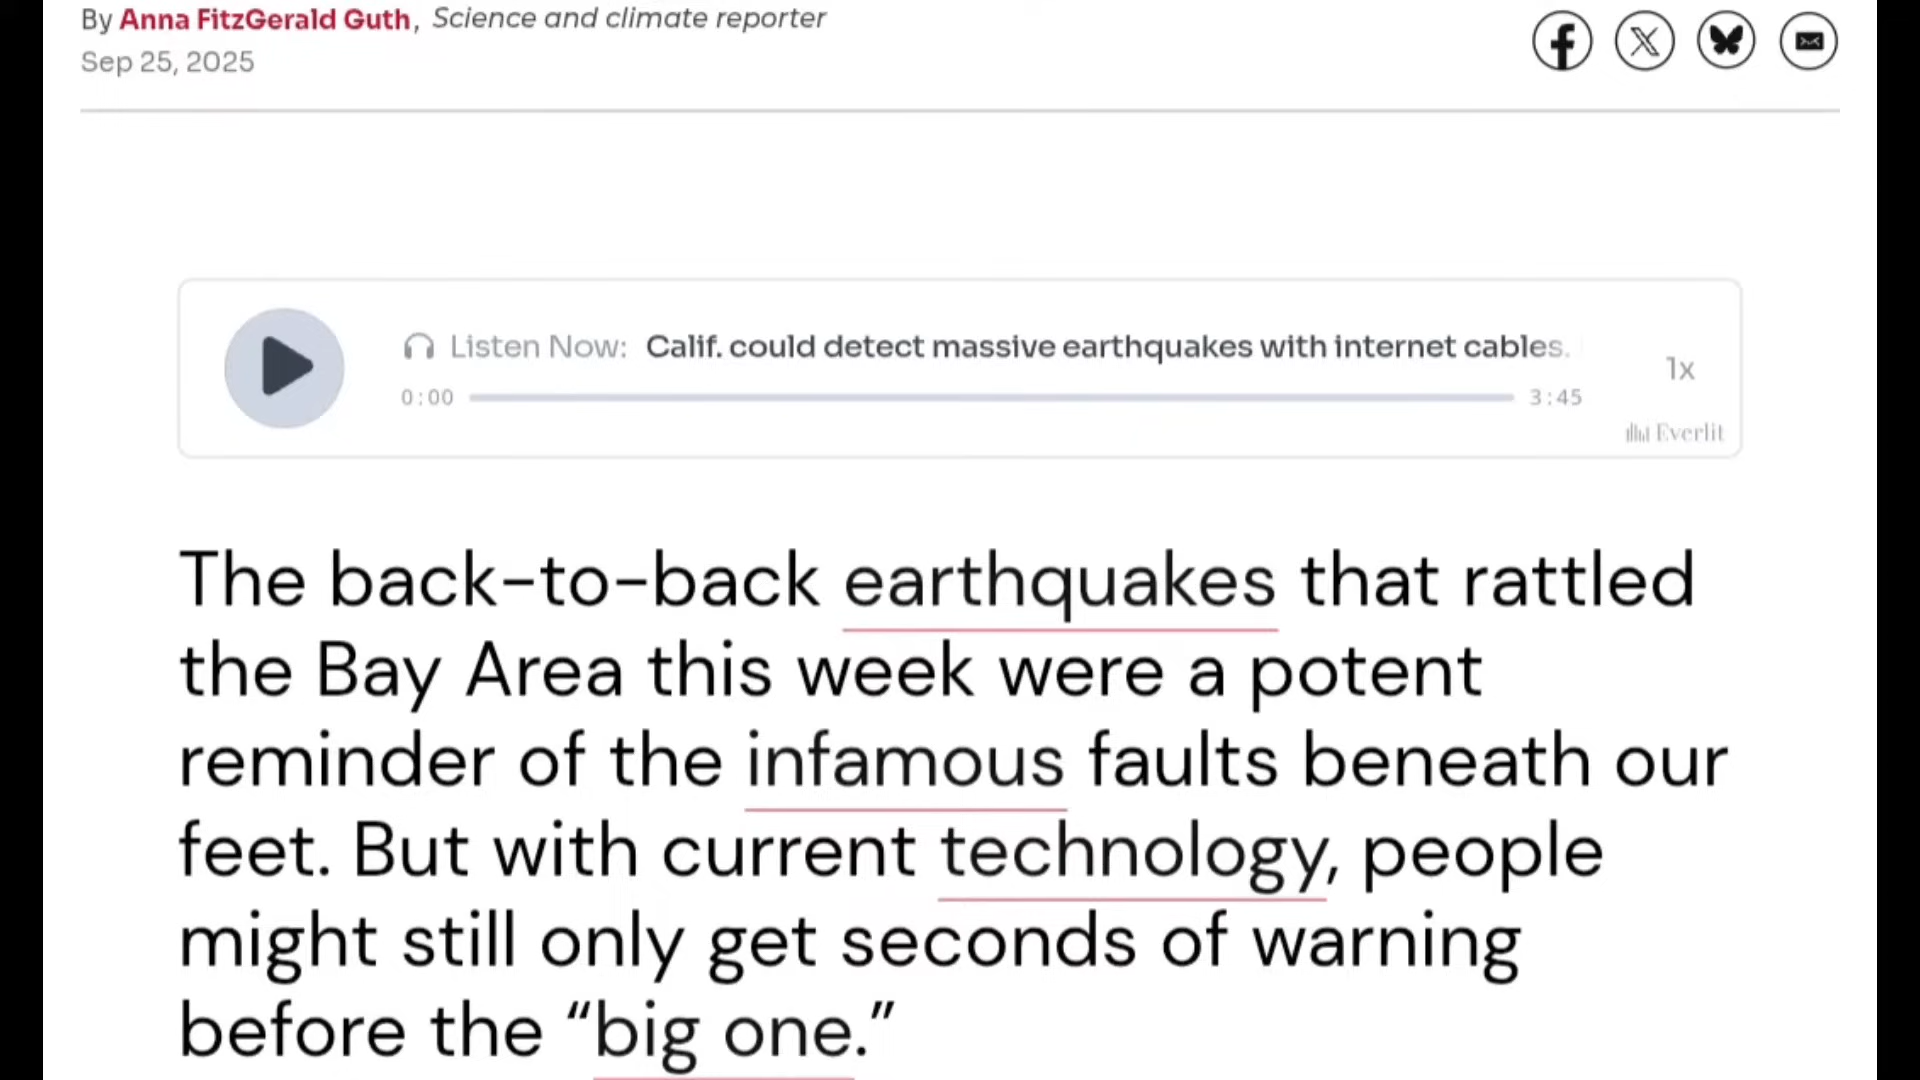 By Anna FitzGerald Guth, Science and climate reporter
Sep 25, 2025
Listen Now: Calif. could detect massive earthquakes with internet cables.
1x
0:00
3:45
Everlit
The back-to-back earthquakes that rattled
the Bay Area this week were a potent
reminder of the infamous faults beneath our
feet. But with current technology, people
might still only get seconds of warning
before the “big one.”